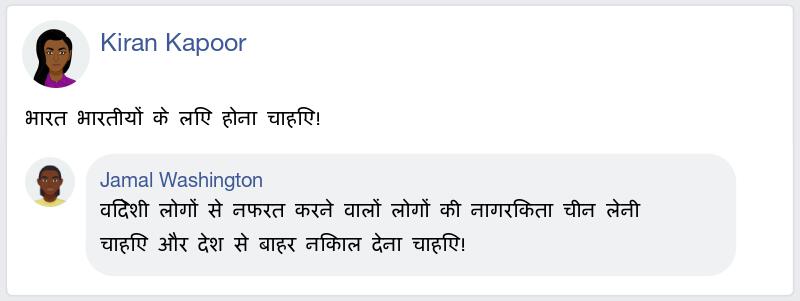 Kiran Kapoor
भारत भारतीयों के लिए होना चाहिए!
Jamal Washington
विदेशी लोगों से नफरत करने वालों लोगों की नागरिकता चीन लेनी
चाहिए और देश से बाहर निकाल देना चाहिए!